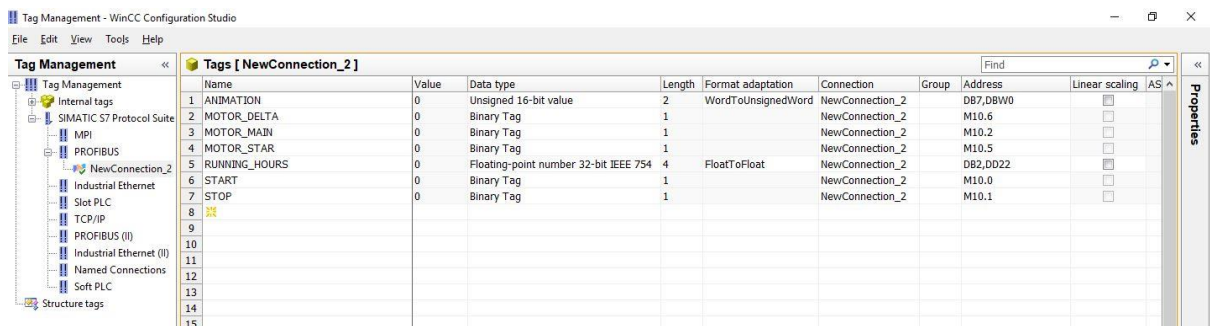 Tag Management - WinCC Configuration Studio
File Edit View Tools Help
Tag Management «
Tags [ NewConnection_2 ]
Find
«
Properties
Tag Management
Internal tags
SIMATIC S7 Protocol Suite
MPI
PROFIBUS
NewConnection_2
Industrial Ethernet
Slot PLC
TCP/IP
PROFIBUS (II)
Industrial Ethernet (II)
Named Connections
Soft PLC
Structure tags
Name Value Data type Length Format adaptation Connection Group Address Linear scaling AS
1 ANIMATION 0 Unsigned 16-bit value 2 WordToUnsignedWord NewConnection_2 DB7,DBW0
2 MOTOR_DELTA 0 Binary Tag 1 NewConnection_2 M10.6
3 MOTOR_MAIN 0 Binary Tag 1 NewConnection_2 M10.2
4 MOTOR_STAR 0 Binary Tag 1 NewConnection_2 M10.5
5 RUNNING_HOURS 0 Floating-point number 32-bit IEEE 754 4 FloatToFloat NewConnection_2 DB2,DD22
6 START 0 Binary Tag 1 NewConnection_2 M10.0
7 STOP 0 Binary Tag 1 NewConnection_2 M10.1
8
9
10
11
12
13
14
15